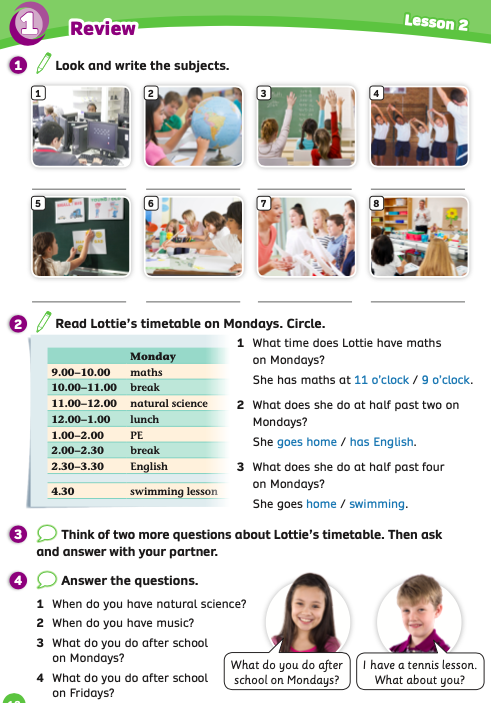 1 Review
Lesson 2
1 Look and write the subjects.
1 2 3 4
5 6 7 8
2 Read Lottie's timetable on Mondays. Circle.
Monday
9.00–10.00 maths
10.00–11.00 break
11.00–12.00 natural science
12.00–1.00 lunch
1.00–2.00 PE
2.00–2.30 break
2.30–3.30 English
4.30 swimming lesson
1 What time does Lottie have maths
on Mondays?
She has maths at 11 o'clock / 9 o'clock.
2 What does she do at half past two on
Mondays?
She goes home / has English.
3 What does she do at half past four
on Mondays?
She goes home / swimming.
3 Think of two more questions about Lottie's timetable. Then ask
and answer with your partner.
4 Answer the questions.
1 When do you have natural science?
2 When do you have music?
3 What do you do after school
on Mondays?
4 What do you do after school
on Fridays?
What do you do after
school on Mondays?
I have a tennis lesson.
What about you?